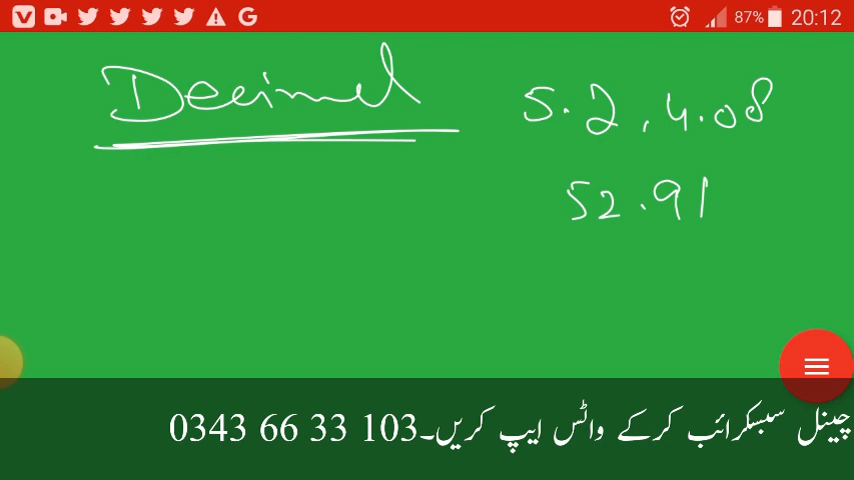 87% 20:12
Decimal 5.2, 4.08
52.91
چینل سبسکرائب کرکے واٹس ایپ کریں۔103 33 66 0343